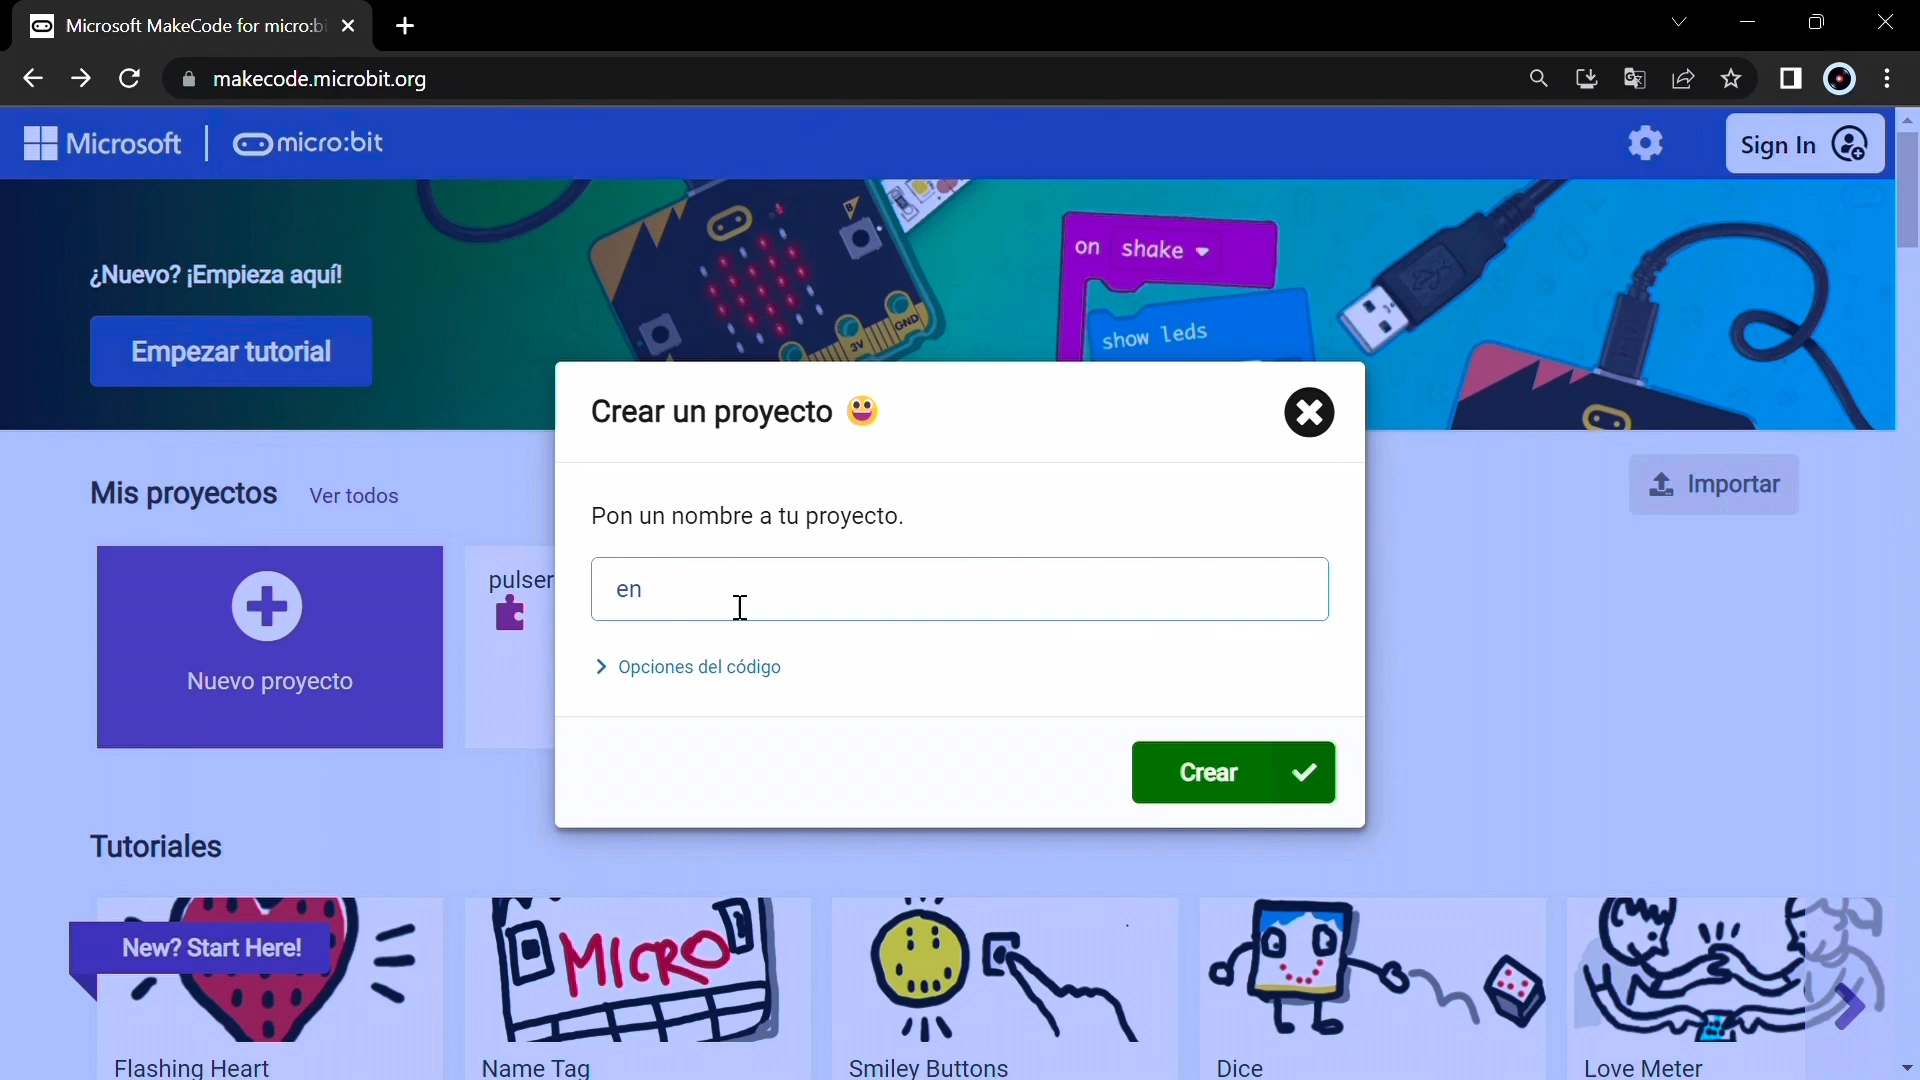 Microsoft MakeCode for micro:bi
makecode.microbit.org
Microsoft | micro:bit
Sign In
¿Nuevo? ¡Empieza aquí!
Empezar tutorial
on shake
show leds
B
3V
GND
Crear un proyecto
Mis proyectos
Ver todos
Importar
Pon un nombre a tu proyecto.
en
pulser
Nuevo proyecto
Opciones del código
Crear
Tutoriales
New? Start Here!
MICRO
Flashing Heart
Name Tag
Smiley Buttons
Dice
Love Meter